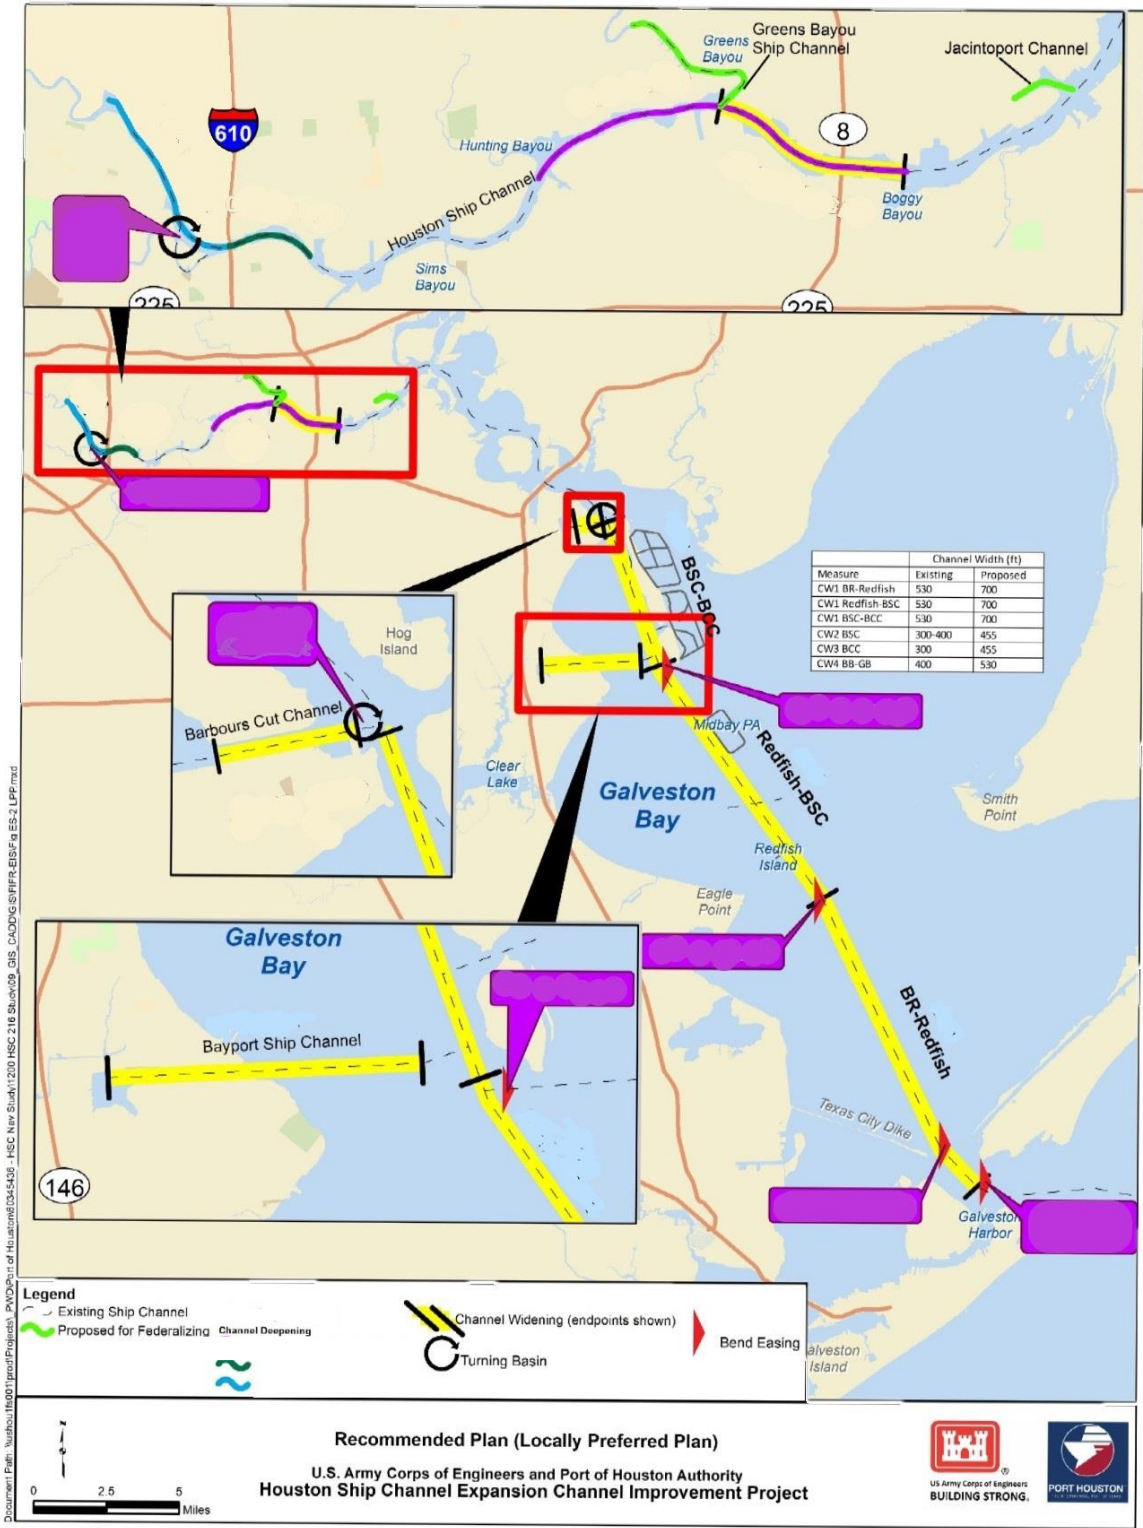 Greens
Bayou
Greens Bayou
Ship Channel
Jacintoport Channel
610
8
Hunting Bayou
Houston Ship Channel
Boggy
Bayou
Sims
Bayou
225
225
BSC-BCC
Channel Width (ft)
Measure Existing Proposed
CW1 BR-Redfish 530 700
CW1 Redfish-BSC 530 700
CW1 BSC-BCC 530 700
CW2 BSC 300-400 455
CW3 BCC 300 455
CW4 BB-GB 400 530
Hog
Island
Barbours Cut Channel
Midbay PA
Redfish-BSC
Clear
Lake
Galveston
Bay
Smith
Point
Redfish
Island
Eagle
Point
Galveston
Bay
BR-Redfish
Bayport Ship Channel
Texas City Dike
146
Galveston
Harbor
Legend
Existing Ship Channel
Proposed for Federalizing
Channel Deepening
Channel Widening (endpoints shown)
Turning Basin
Bend Easing
alveston
Island
Recommended Plan (Locally Preferred Plan)
U.S. Army Corps of Engineers and Port of Houston Authority
Houston Ship Channel Expansion Channel Improvement Project
0 2.5 5
Miles
US Army Corps of Engineers
BUILDING STRONG®
PORT HOUSTON